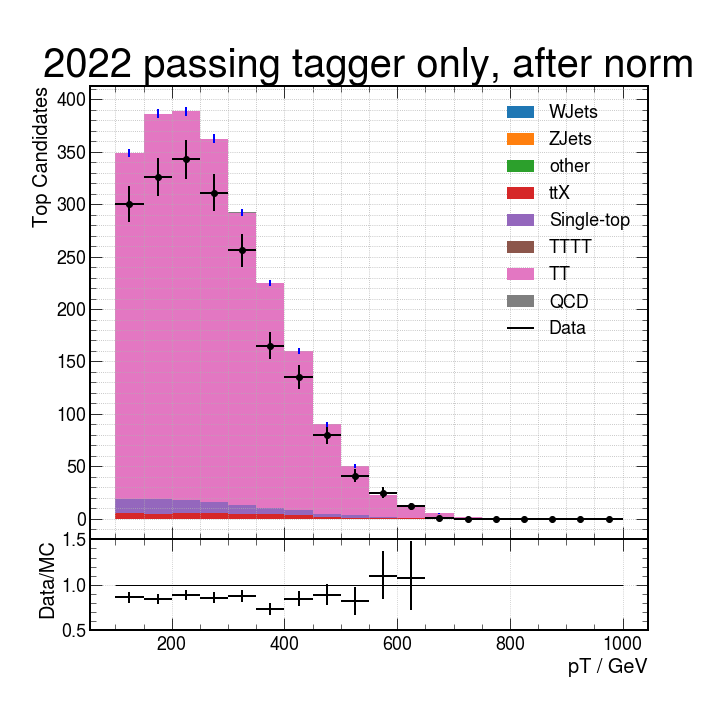 2022 passing tagger only, after norm
Top Candidates
400
350
300
250
200
150
100
50
0
WJets
ZJets
other
ttX
Single-top
TTTT
TT
QCD
Data
Data/MC
1.5
1.0
0.5
200
400
600
800
1000
pT / GeV